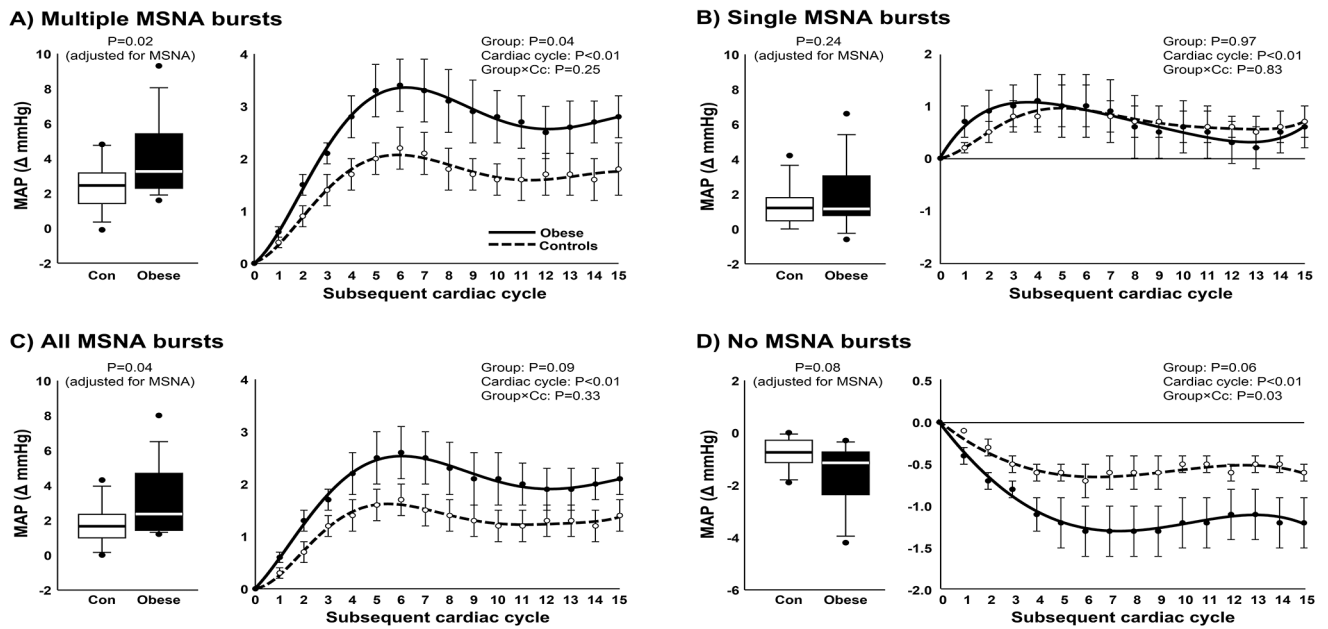 A) Multiple MSNA bursts
P=0.02
(adjusted for MSNA)
MAP (Δ mmHg)
10
8
6
4
2
0
-2
Con Obese
Group: P=0.04
Cardiac cycle: P<0.01
Group×Cc: P=0.25
4
3
2
1
0
Obese
Controls
0 1 2 3 4 5 6 7 8 9 10 11 12 13 14 15
Subsequent cardiac cycle
B) Single MSNA bursts
P=0.24
(adjusted for MSNA)
MAP (Δ mmHg)
10
8
6
4
2
0
-2
Con Obese
Group: P=0.97
Cardiac cycle: P<0.01
Group×Cc: P=0.83
2
1
0
-1
-2
0 1 2 3 4 5 6 7 8 9 10 11 12 13 14 15
Subsequent cardiac cycle
C) All MSNA bursts
P=0.04
(adjusted for MSNA)
MAP (Δ mmHg)
10
8
6
4
2
0
-2
Con Obese
Group: P=0.09
Cardiac cycle: P<0.01
Group×Cc: P=0.33
4
3
2
1
0
0 1 2 3 4 5 6 7 8 9 10 11 12 13 14 15
Subsequent cardiac cycle
D) No MSNA bursts
P=0.08
(adjusted for MSNA)
MAP (Δ mmHg)
2
0
-2
-4
-6
Con Obese
Group: P=0.06
Cardiac cycle: P<0.01
Group×Cc: P=0.03
0.5
0.0
-0.5
-1.0
-1.5
-2.0
0 1 2 3 4 5 6 7 8 9 10 11 12 13 14 15
Subsequent cardiac cycle